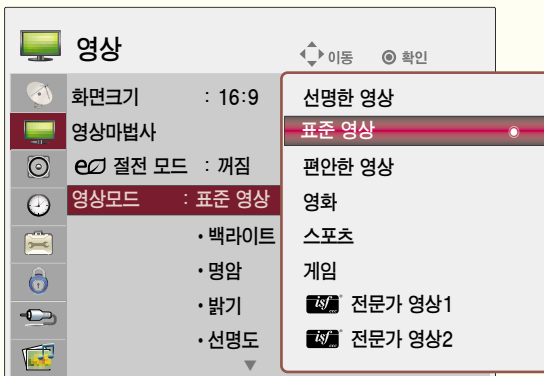 영상
이동 ◉ 확인
화면크기 : 16:9
영상마법사
eco 절전 모드 : 꺼짐
영상모드 : 표준 영상
• 백라이트
• 명암
• 밝기
• 선명도
선명한 영상
표준 영상
편안한 영상
영화
스포츠
게임
isf ccc 전문가 영상1
isf ccc 전문가 영상2